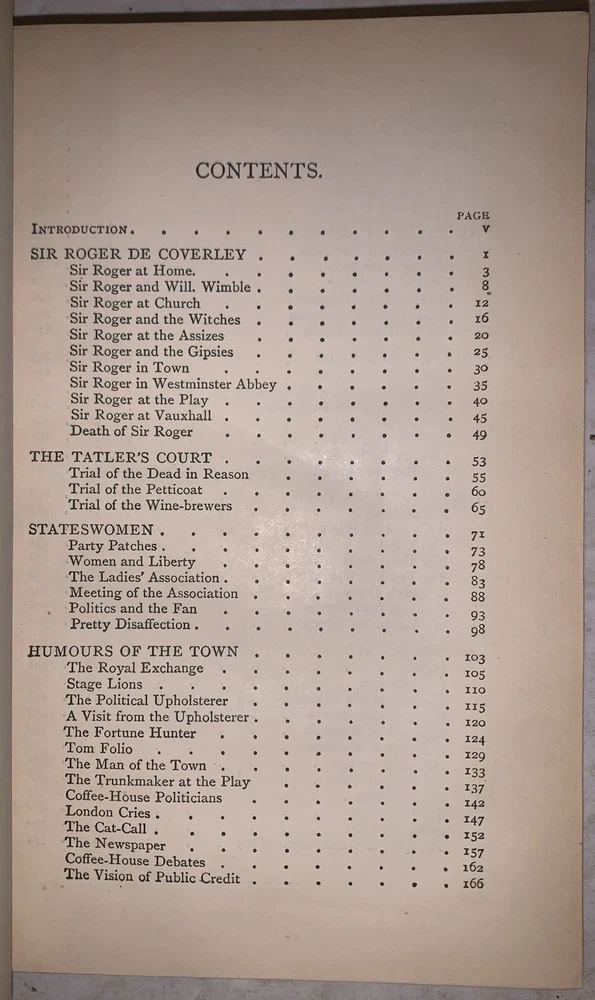 CONTENTS.
PAGE
INTRODUCTION. . . . . . . . . . . v
SIR ROGER DE COVERLEY . . . . . . . 1
Sir Roger at Home. . . . . . . . . 3
Sir Roger and Will. Wimble . . . . . . . 8
Sir Roger at Church . . . . . . . . 12
Sir Roger and the Witches . . . . . . . 16
Sir Roger at the Assizes . . . . . . . 20
Sir Roger and the Gipsies . . . . . . . 25
Sir Roger in Town . . . . . . . . 30
Sir Roger in Westminster Abbey . . . . . . 35
Sir Roger at the Play . . . . . . . . 40
Sir Roger at Vauxhall . . . . . . . . 45
Death of Sir Roger . . . . . . . . 49
THE TATLER'S COURT . . . . . . . . 53
Trial of the Dead in Reason . . . . . . 55
Trial of the Petticoat . . . . . . . . 60
Trial of the Wine-brewers . . . . . . . 65
STATESWOMEN . . . . . . . . . . 71
Party Patches . . . . . . . . . . 73
Women and Liberty . . . . . . . . 78
The Ladies' Association . . . . . . . . 83
Meeting of the Association . . . . . . . 88
Politics and the Fan . . . . . . . . 93
Pretty Disaffection . . . . . . . . . 98
HUMOURS OF THE TOWN . . . . . . . 103
The Royal Exchange . . . . . . . . 105
Stage Lions . . . . . . . . . . 110
The Political Upholsterer . . . . . . . 115
A Visit from the Upholsterer . . . . . . . 120
The Fortune Hunter . . . . . . . . 124
Tom Folio . . . . . . . . . . 129
The Man of the Town . . . . . . . . 133
The Trunkmaker at the Play . . . . . . 137
Coffee-House Politicians . . . . . . . 142
London Cries . . . . . . . . . . 147
The Cat-Call . . . . . . . . . . 152
The Newspaper . . . . . . . . . 157
Coffee-House Debates . . . . . . . . 162
The Vision of Public Credit . . . . . . . 166